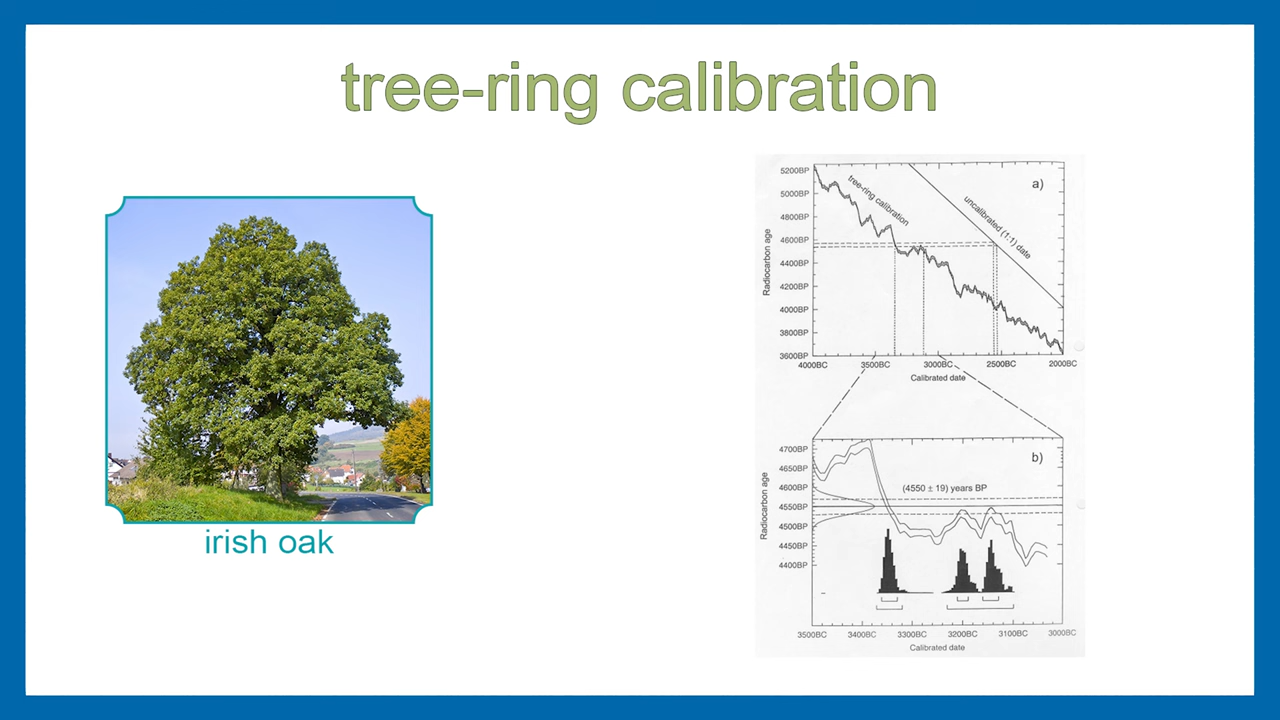 tree-ring calibration
irish oak
a)
tree-ring calibration
uncalibrated (1:1) date
Radiocarbon age
5200BP
5000BP
4800BP
4600BP
4400BP
4200BP
4000BP
3800BP
3600BP
4000BC 3500BC 3000BC 2500BC 2000BC
Calibrated date
b)
(4550 ± 19) years BP
Radiocarbon age
4700BP
4650BP
4600BP
4550BP
4500BP
4450BP
4400BP
3500BC 3400BC 3300BC 3200BC 3100BC 3000BC
Calibrated date